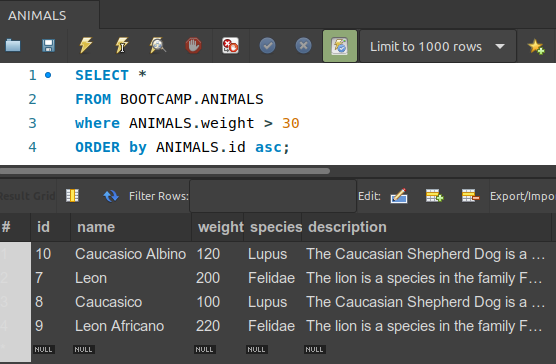 ANIMALS
Limit to 1000 rows
1 SELECT *
2 FROM BOOTCAMP.ANIMALS
3 where ANIMALS.weight > 30
4 ORDER by ANIMALS.id asc;
Result Grid Filter Rows: Edit: Export/Impo
# id name weight species description
1 10 Caucasico Albino 120 Lupus The Caucasian Shepherd Dog is a ...
2 7 Leon 200 Felidae The lion is a species in the family F...
3 8 Caucasico 100 Lupus The Caucasian Shepherd Dog is a ...
4 9 Leon Africano 220 Felidae The lion is a species in the family F...
* NULL NULL NULL NULL NULL